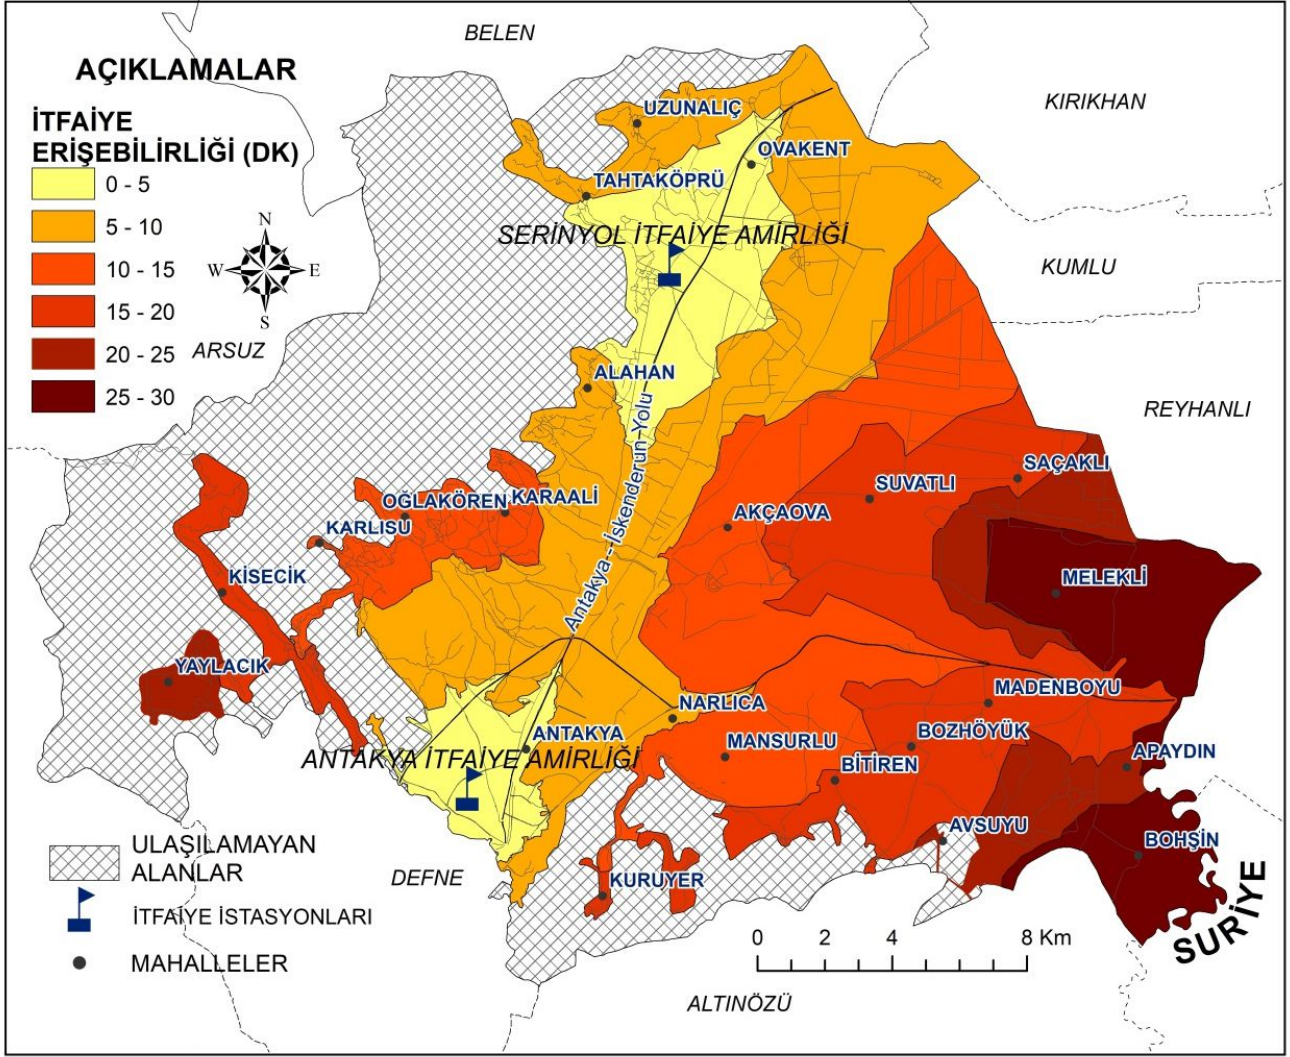 BELEN
AÇIKLAMALAR
KIRIKHAN
İTFAİYE
ERİŞEBİLİRLİĞİ (DK)
UZUNALIÇ
OVAKENT
0 - 5
TAHTAKÖPRÜ
5 - 10
N
SERİNYOL İTFAİYE AMİRLİĞİ
10 - 15
W
E
KUMLU
15 - 20
S
20 - 25
ARSUZ
ALAHAN
25 - 30
REYHANLI
Antakya - İskenderun Yolu
SAÇAKLI
SUVATLI
OĞLAKÖREN
KARAALİ
AKÇAOVA
KARLISU
KİSECİK
MELEKLİ
YAYLACIK
MADENBOYU
NARLICA
ANTAKYA
BOZHÖYÜK
MANSURLU
APAYDIN
ANTAKYA İTFAİYE AMİRLİĞİ
BİTİREN
AVSUYU
BOHŞİN
ULAŞILAMAYAN
ALANLAR
DEFNE
KURUYER
SURİYE
İTFAİYE İSTASYONLARI
0 2 4 8 Km
MAHALLELER
ALTINÖZÜ